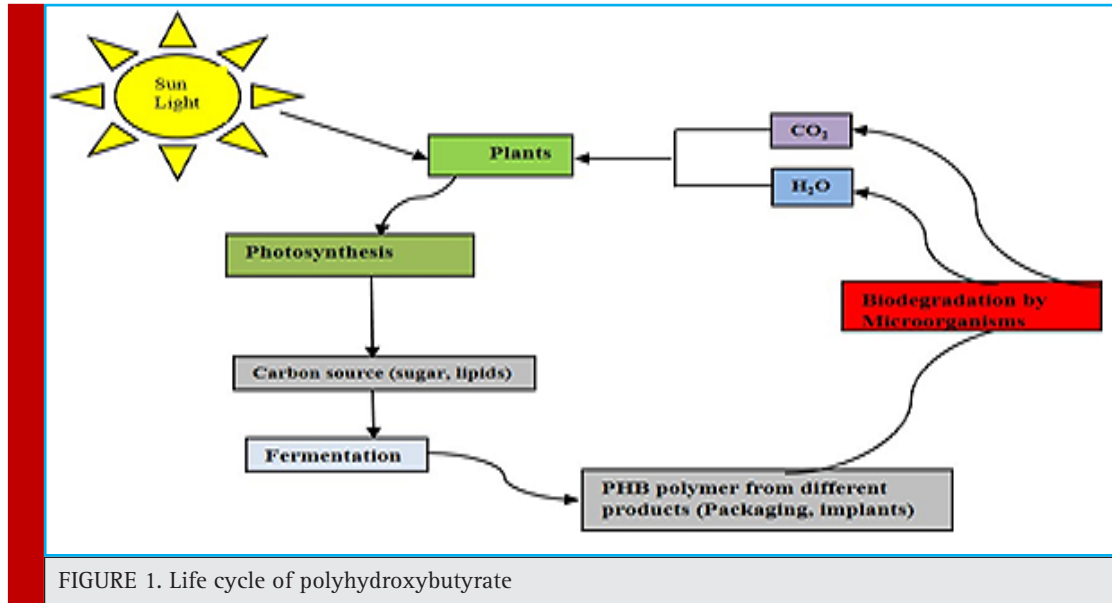 Sun
Light
Plants
CO₂
H₂O
Photosynthesis
Biodegradation by
Microorganisms
Carbon source (sugar, lipids)
Fermentation
PHB polymer from different
products (Packaging, implants)
FIGURE 1. Life cycle of polyhydroxybutyrate